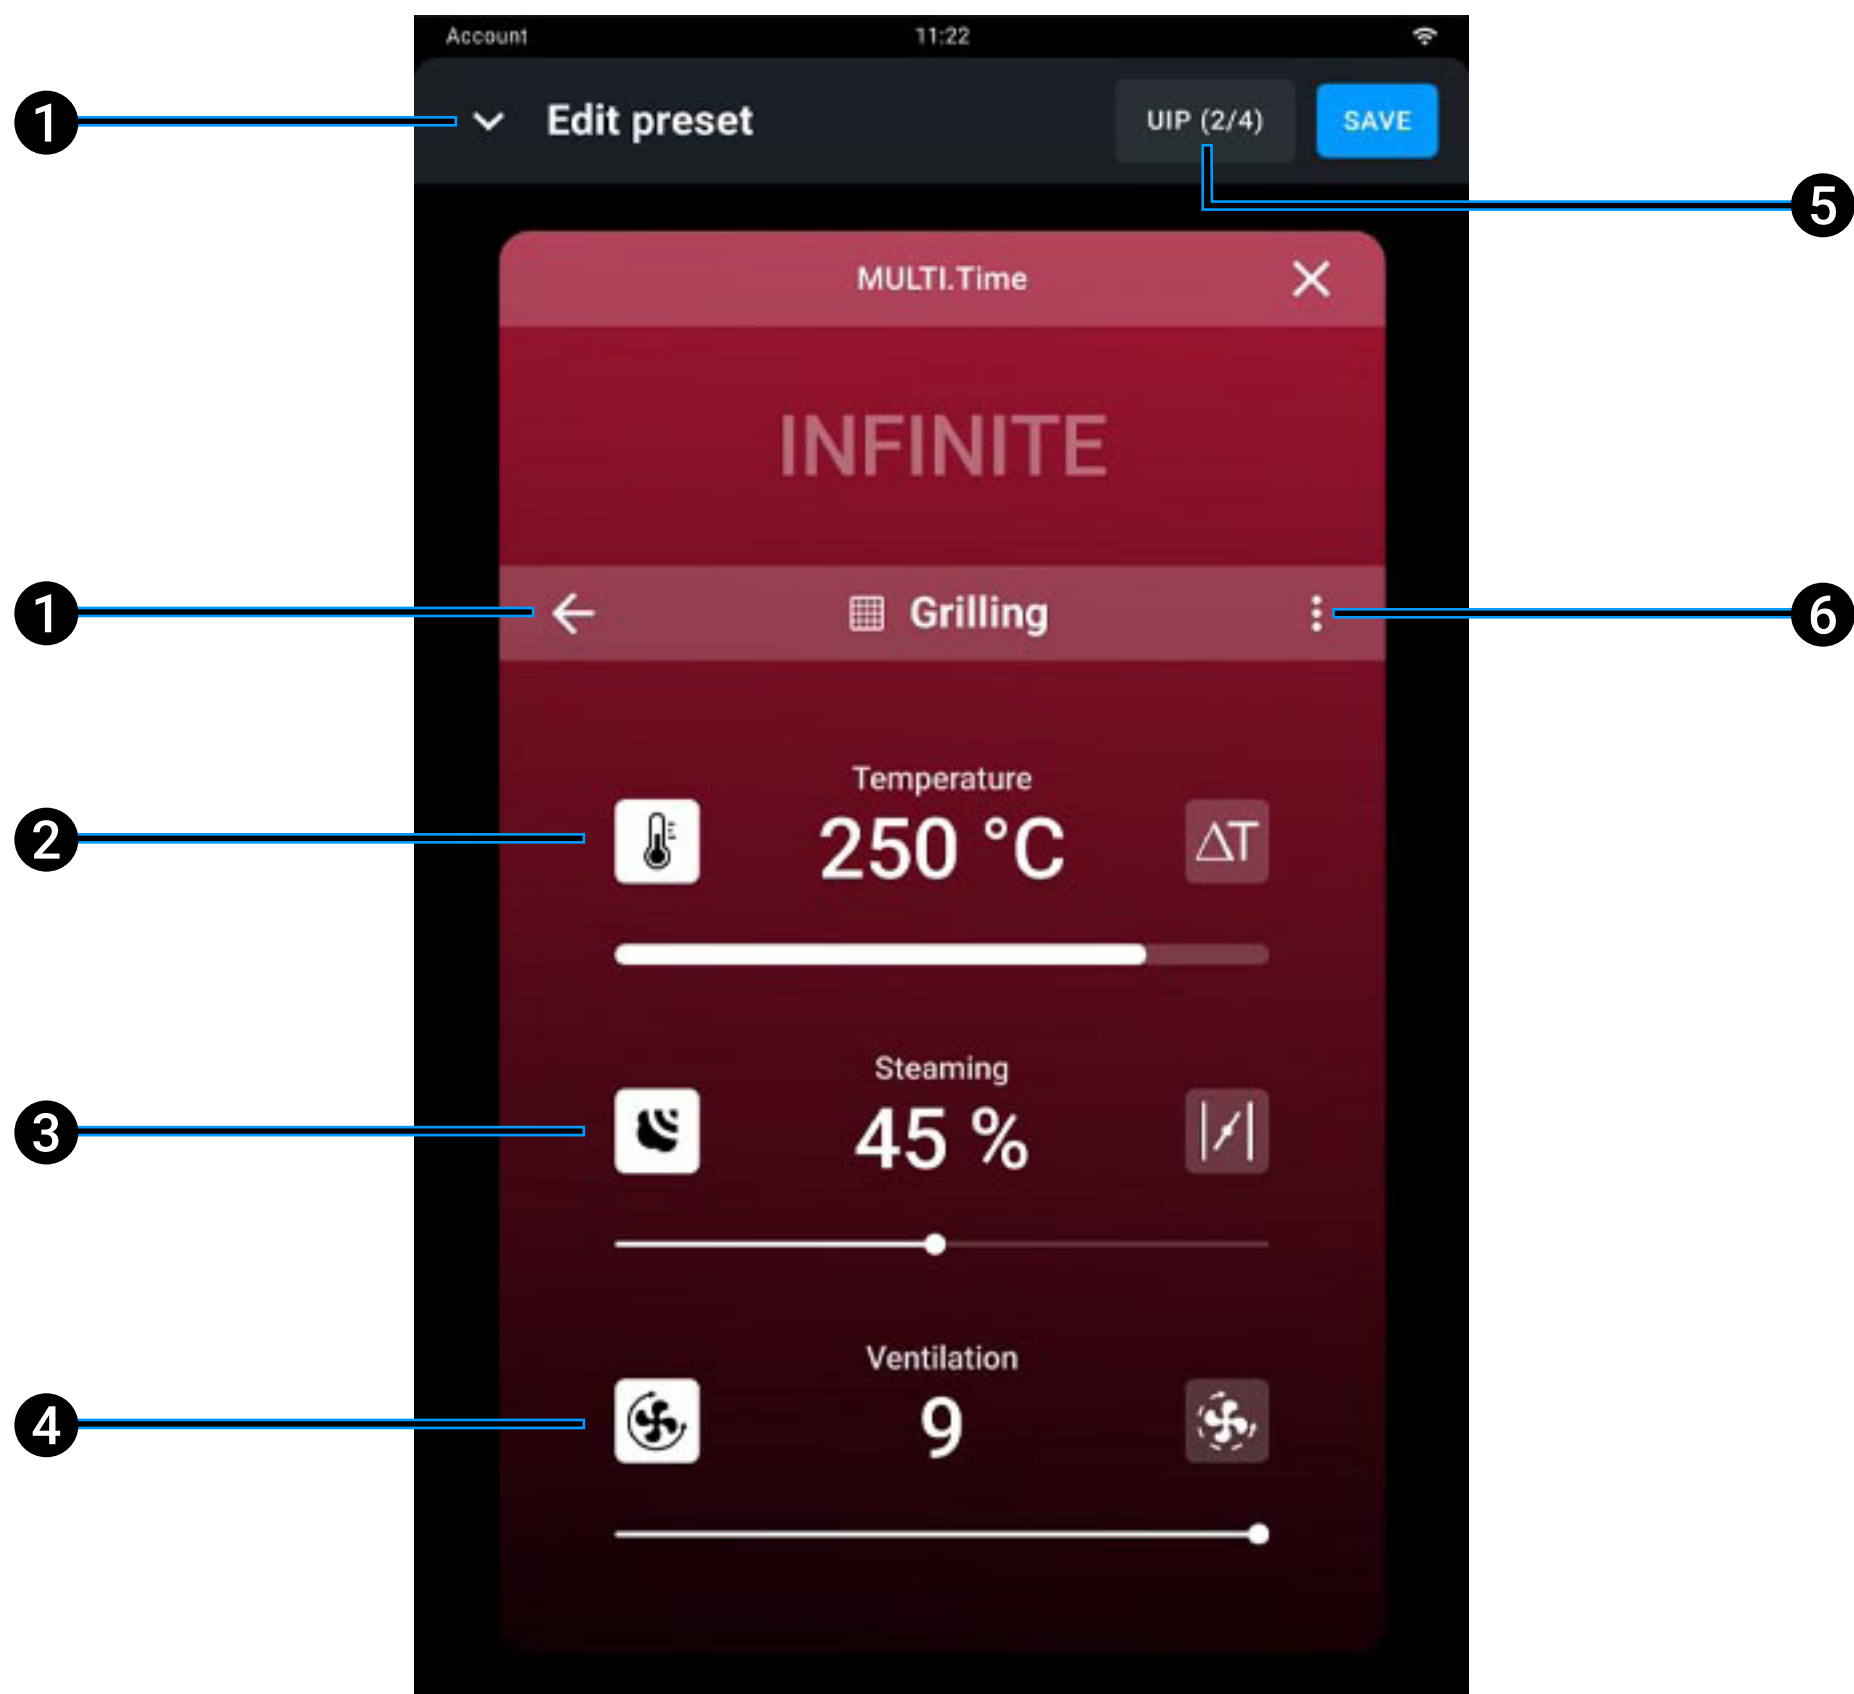 Account 11:22
1 Edit preset UIP (2/4) SAVE
5
MULTI.Time
INFINITE
1 Grilling 6
Temperature
2 250 °C ΔT
Steaming
3 45 %
Ventilation
4 9